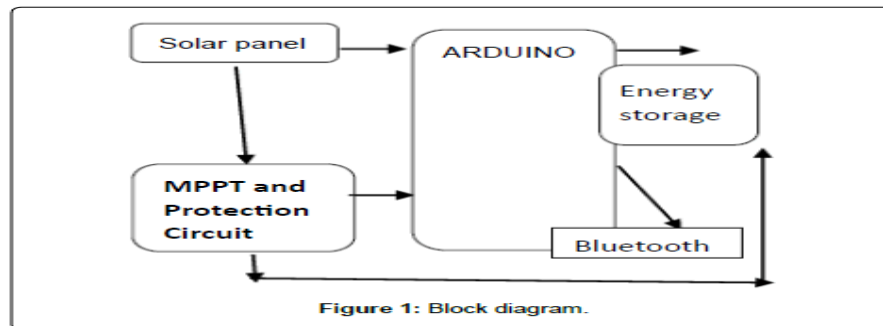 Solar panel
ARDUINO
Energy
storage
MPPT and
Protection
Circuit
Bluetooth
Figure 1: Block diagram.